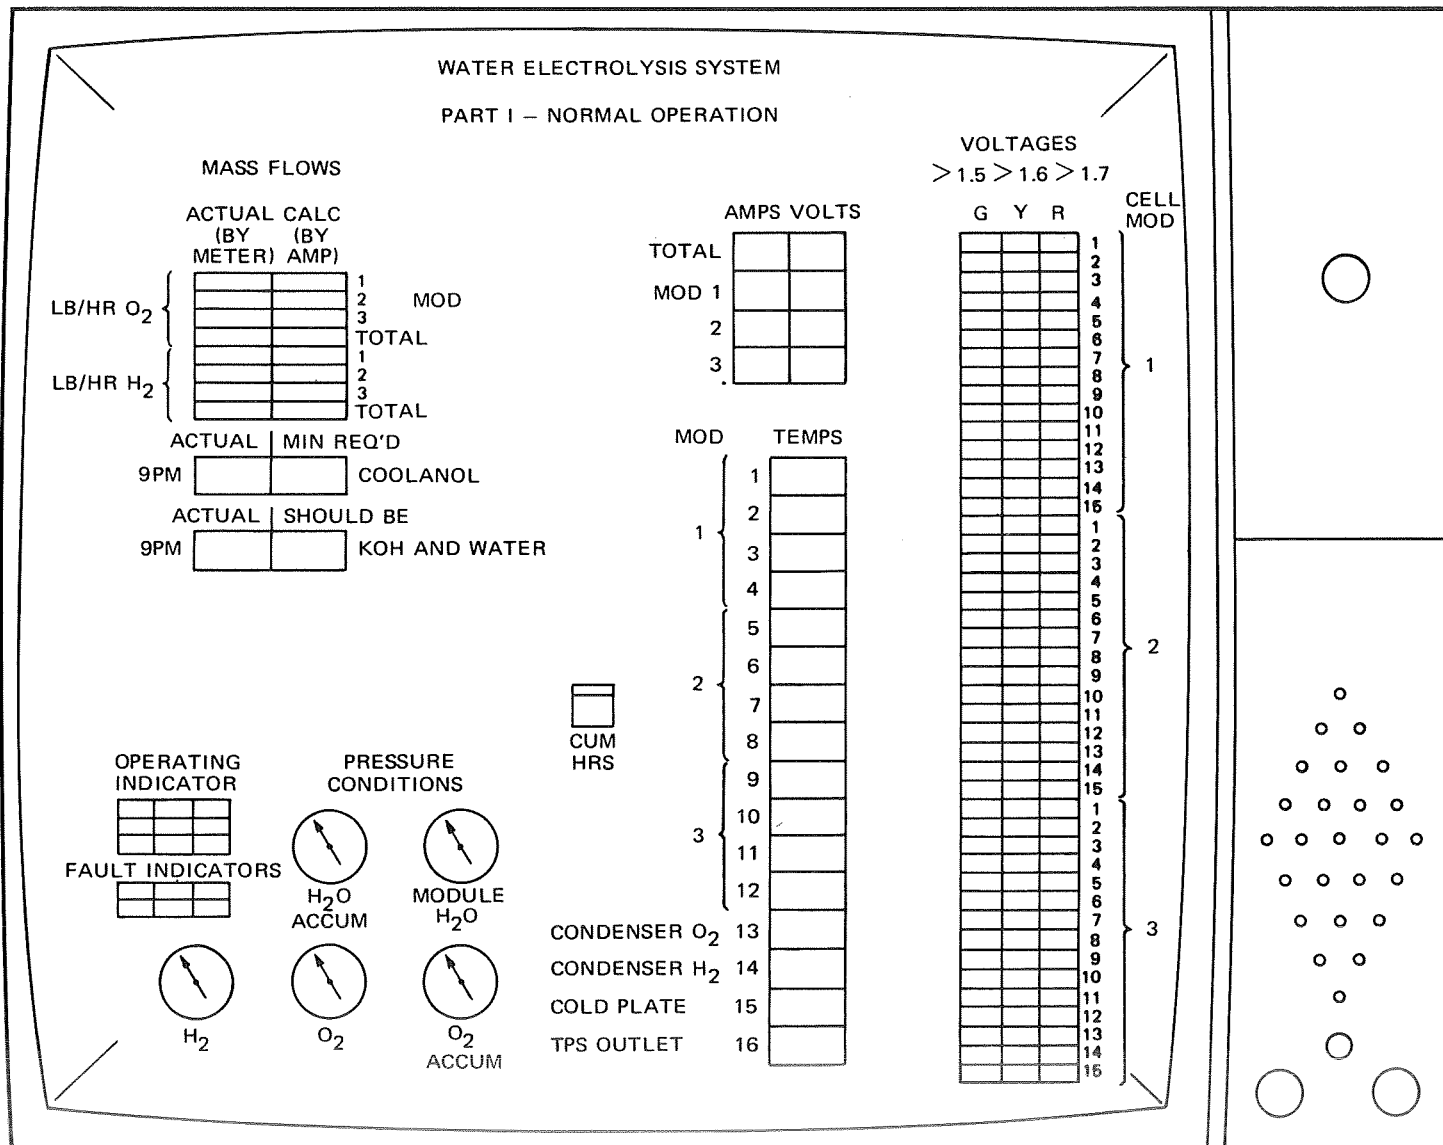 WATER ELECTROLYSIS SYSTEM
PART I – NORMAL OPERATION
MASS FLOWS
ACTUAL CALC
(BY (BY
METER) AMP)
LB/HR O2
1
2 MOD
3
TOTAL
LB/HR H2
1
2
3
TOTAL
ACTUAL MIN REQ'D
9PM COOLANOL
ACTUAL SHOULD BE
9PM KOH AND WATER
AMPS VOLTS
TOTAL
MOD 1
2
3
MOD TEMPS
1
1
2
3
4
2
5
6
7
8
3
9
10
11
12
CONDENSER O2 13
CONDENSER H2 14
COLD PLATE 15
TPS OUTLET 16
CUM
HRS
OPERATING
INDICATOR
FAULT INDICATORS
PRESSURE
CONDITIONS
H2O
ACCUM
MODULE
H2O
H2
O2
O2
ACCUM
VOLTAGES
>1.5 >1.6 >1.7
G Y R
CELL
MOD
1
2
3
4
5
6
7
8
9
10
11
12
13
14
15
1
1
2
3
4
5
6
7
8
9
10
11
12
13
14
15
2
1
2
3
4
5
6
7
8
9
10
11
12
13
14
15
3